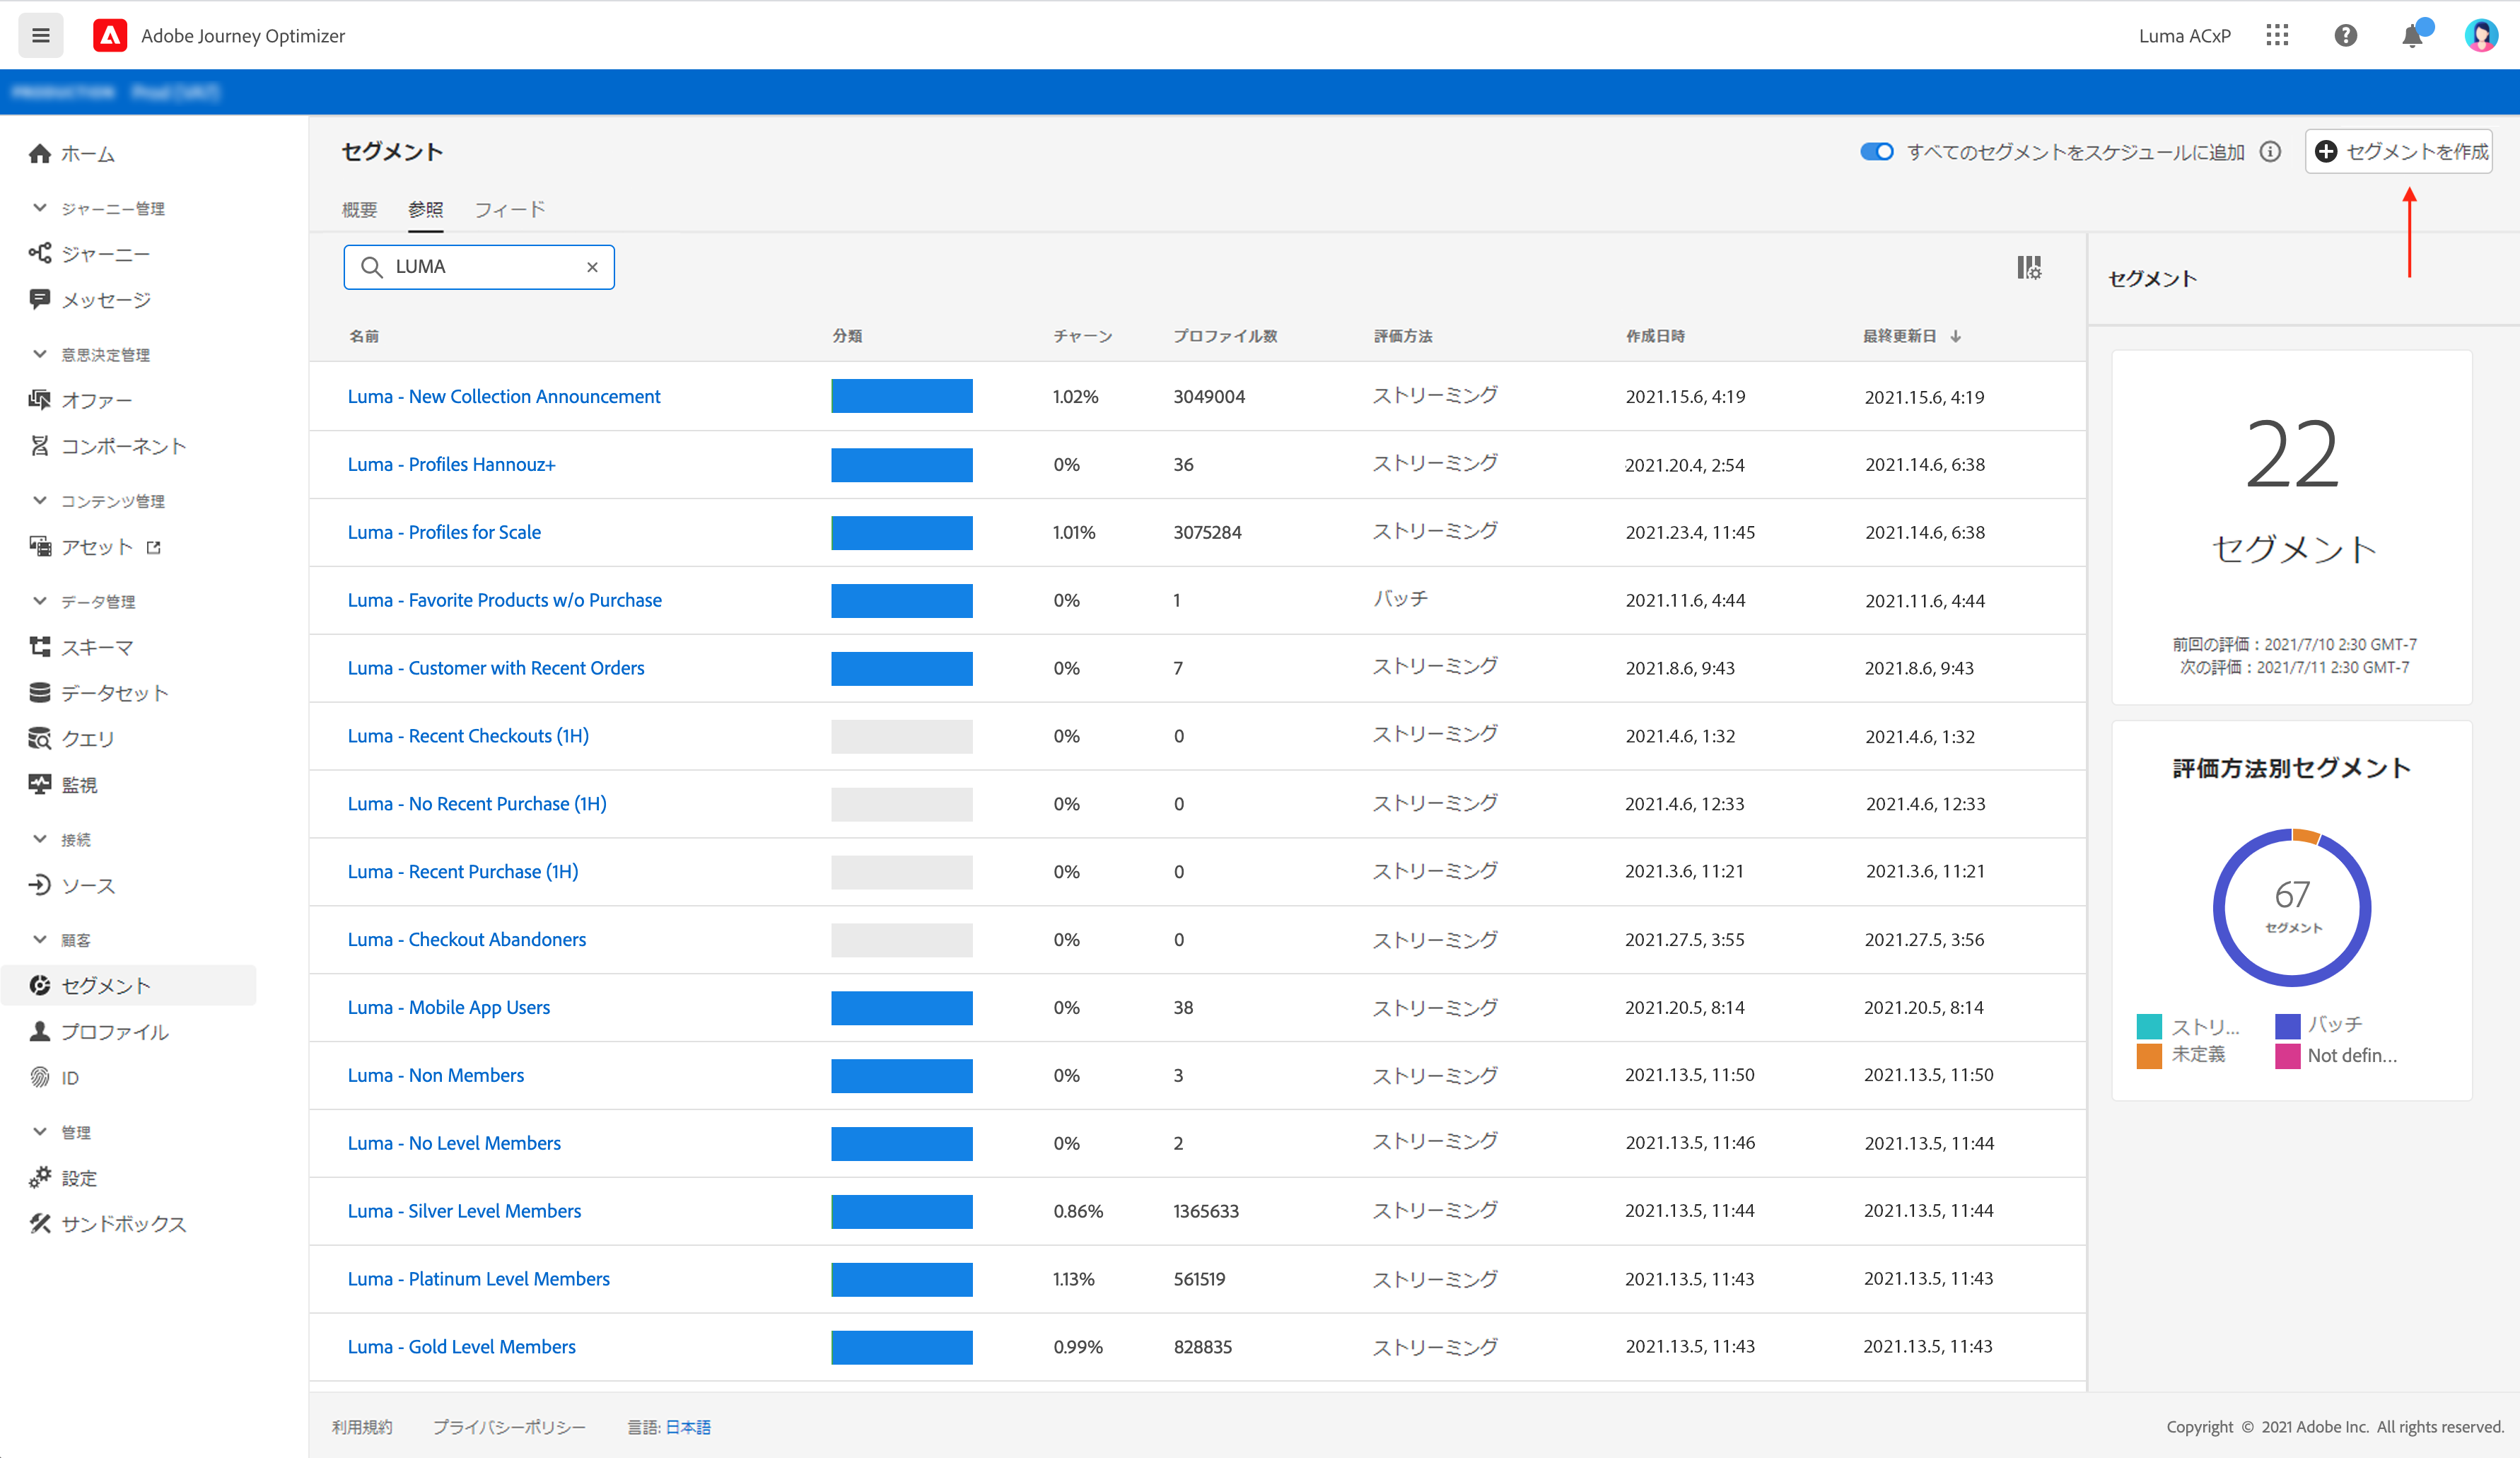 Adobe Journey Optimizer
Luma ACxP
ホーム
ジャーニー管理
ジャーニー
メッセージ
意思決定管理
オファー
コンポーネント
コンテンツ管理
アセット
データ管理
スキーマ
データセット
クエリ
監視
接続
ソース
顧客
セグメント
プロファイル
ID
管理
設定
サンドボックス
セグメント
すべてのセグメントをスケジュールに追加
セグメントを作成
概要 参照 フィード
LUMA
名前 分類 チャーン プロファイル数 評価方法 作成日時 最終更新日
Luma - New Collection Announcement 1.02% 3049004 ストリーミング 2021.15.6, 4:19 2021.15.6, 4:19
Luma - Profiles Hannouz+ 0% 36 ストリーミング 2021.20.4, 2:54 2021.14.6, 6:38
Luma - Profiles for Scale 1.01% 3075284 ストリーミング 2021.23.4, 11:45 2021.14.6, 6:38
Luma - Favorite Products w/o Purchase 0% 1 バッチ 2021.11.6, 4:44 2021.11.6, 4:44
Luma - Customer with Recent Orders 0% 7 ストリーミング 2021.8.6, 9:43 2021.8.6, 9:43
Luma - Recent Checkouts (1H) 0% 0 ストリーミング 2021.4.6, 1:32 2021.4.6, 1:32
Luma - No Recent Purchase (1H) 0% 0 ストリーミング 2021.4.6, 12:33 2021.4.6, 12:33
Luma - Recent Purchase (1H) 0% 0 ストリーミング 2021.3.6, 11:21 2021.3.6, 11:21
Luma - Checkout Abandoners 0% 0 ストリーミング 2021.27.5, 3:55 2021.27.5, 3:56
Luma - Mobile App Users 0% 38 ストリーミング 2021.20.5, 8:14 2021.20.5, 8:14
Luma - Non Members 0% 3 ストリーミング 2021.13.5, 11:50 2021.13.5, 11:50
Luma - No Level Members 0% 2 ストリーミング 2021.13.5, 11:46 2021.13.5, 11:44
Luma - Silver Level Members 0.86% 1365633 ストリーミング 2021.13.5, 11:44 2021.13.5, 11:44
Luma - Platinum Level Members 1.13% 561519 ストリーミング 2021.13.5, 11:43 2021.13.5, 11:43
Luma - Gold Level Members 0.99% 828835 ストリーミング 2021.13.5, 11:43 2021.13.5, 11:43
セグメント
22
セグメント
前回の評価：2021/7/10 2:30 GMT-7
次の評価：2021/7/11 2:30 GMT-7
評価方法別セグメント
67
セグメント
ストリ... バッチ
未定義 Not defin...
利用規約 プライバシーポリシー 言語: 日本語
Copyright © 2021 Adobe Inc. All rights reserved.